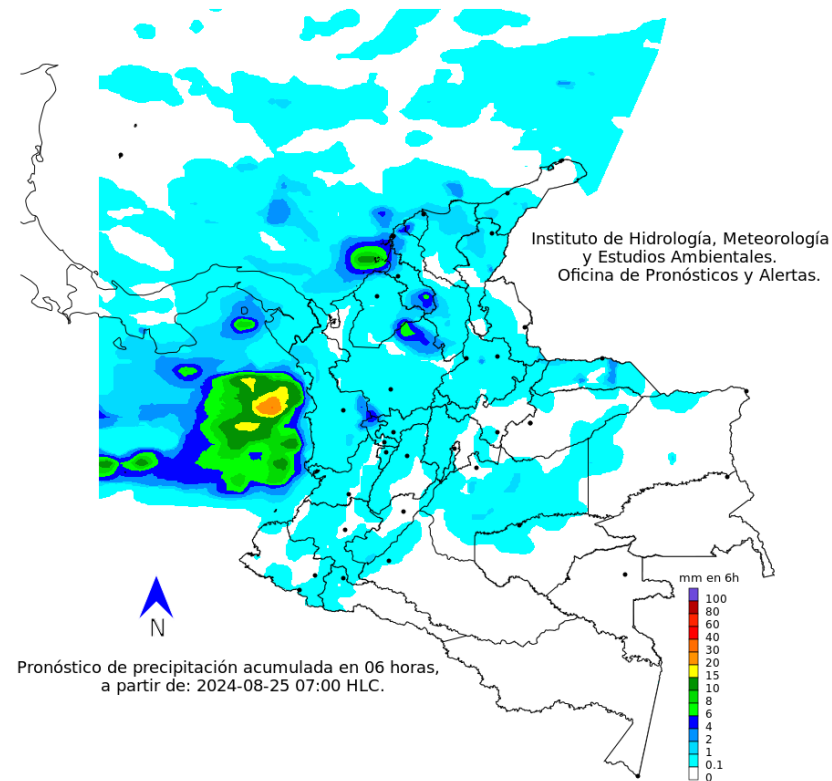 Instituto de Hidrología, Meteorología
y Estudios Ambientales.
Oficina de Pronósticos y Alertas.
N
Pronóstico de precipitación acumulada en 06 horas,
a partir de: 2024-08-25 07:00 HLC.
mm en 6h
100
80
60
40
30
20
15
10
8
6
4
2
1
0.1
0